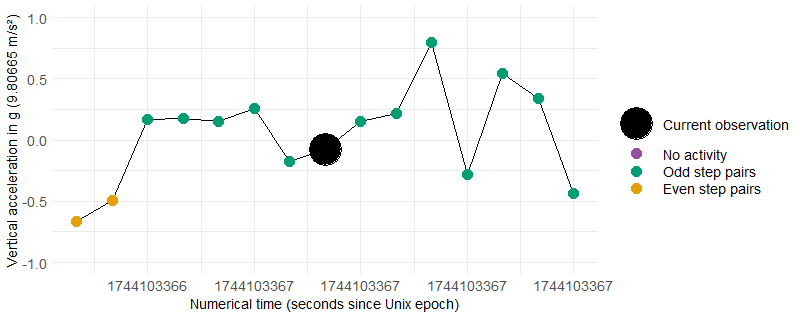 Vertical acceleration in g (9.80665 m/s²)
1.0
0.5
0.0
-0.5
-1.0
1744103366 1744103367 1744103367 1744103367 1744103367
Numerical time (seconds since Unix epoch)
Current observation
No activity
Odd step pairs
Even step pairs